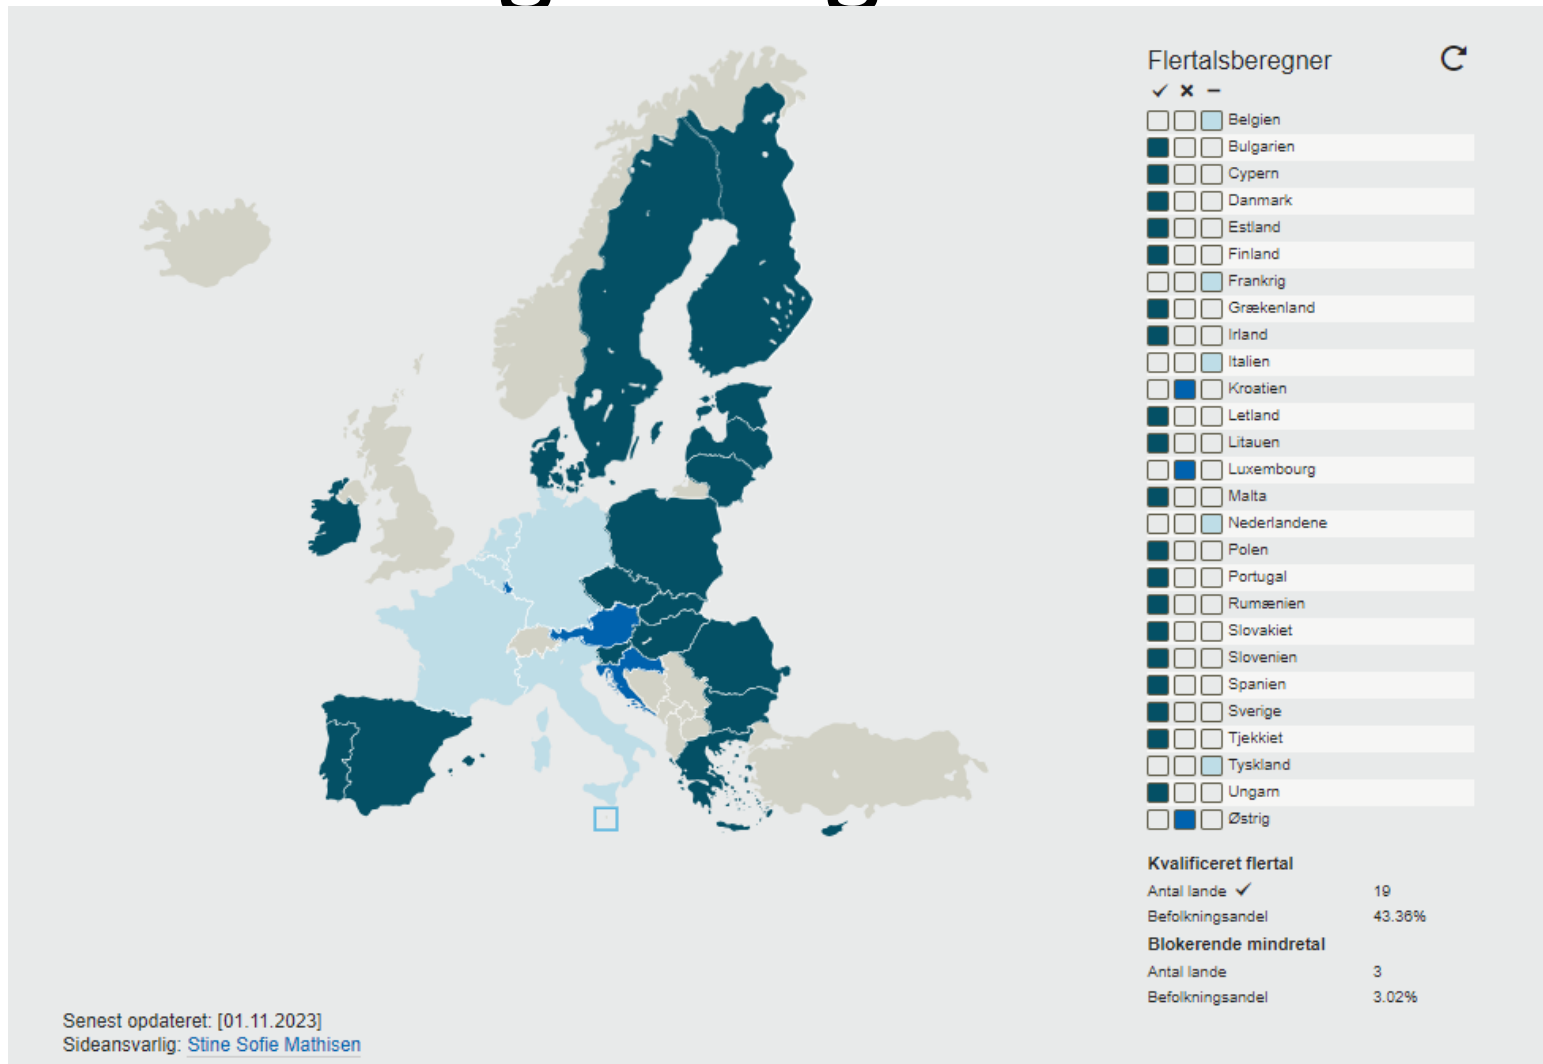 Flertalsberegner
Belgien
Bulgarien
Cypern
Danmark
Estland
Finland
Frankrig
Grækenland
Irland
Italien
Kroatien
Letland
Litauen
Luxembourg
Malta
Nederlandene
Polen
Portugal
Rumænien
Slovakiet
Slovenien
Spanien
Sverige
Tjekkiet
Tyskland
Ungarn
Østrig
Kvalificeret flertal
Antal lande ✓ 19
Befolkningsandel 43.36%
Blokerende mindretal
Antal lande 3
Befolkningsandel 3.02%
Senest opdateret: [01.11.2023]
Sideansvarlig: Stine Sofie Mathisen